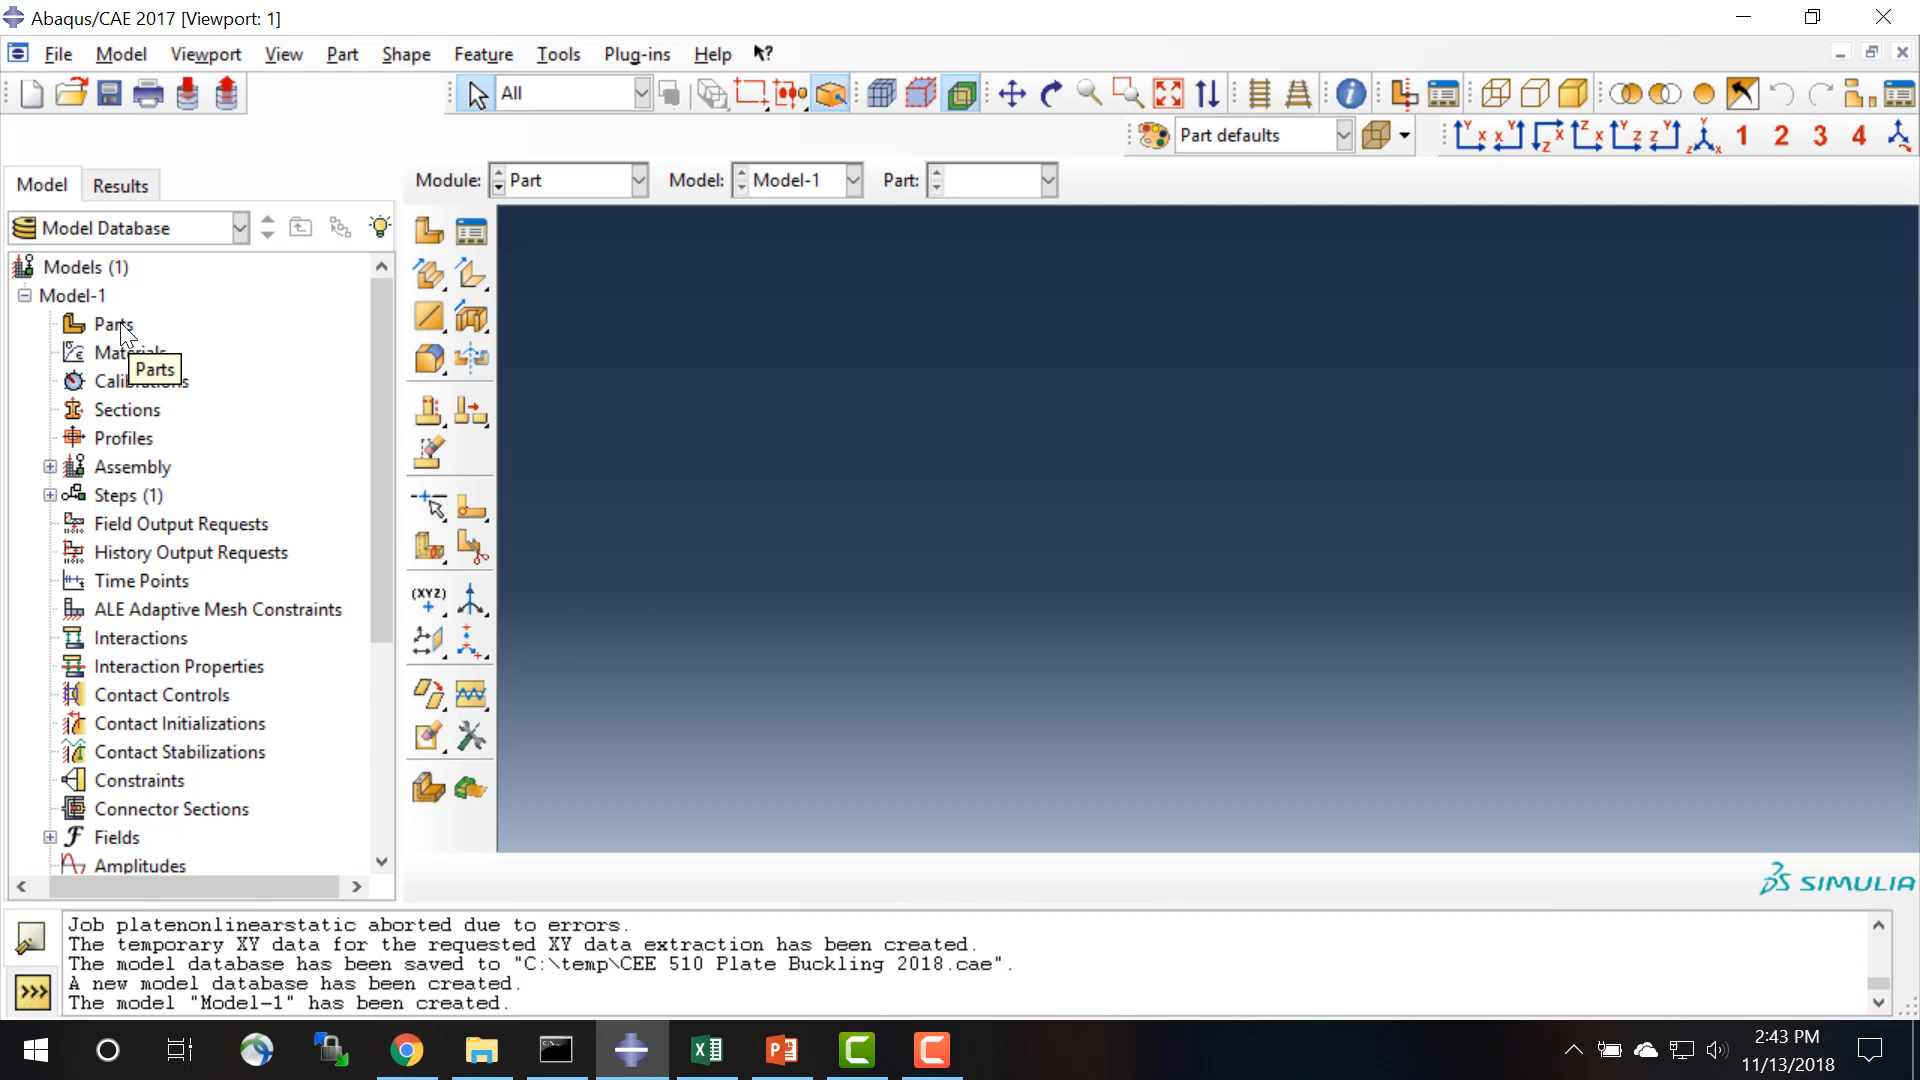 Abaqus/CAE 2017 [Viewport: 1]
File Model Viewport View Part Shape Feature Tools Plug-ins Help
All
Part defaults
1 2 3 4
Model Results
Module: Part Model: Model-1 Part:
Model Database
Models (1)
Model-1
Parts
Materials
Parts
Calibrations
Sections
Profiles
Assembly
Steps (1)
Field Output Requests
History Output Requests
Time Points
ALE Adaptive Mesh Constraints
Interactions
Interaction Properties
Contact Controls
Contact Initializations
Contact Stabilizations
Constraints
Connector Sections
Fields
Amplitudes
(XYZ)
SIMULIA
Job platenonlinearstatic aborted due to errors.
The temporary XY data for the requested XY data extraction has been created.
The model database has been saved to "C:\temp\CEE 510 Plate Buckling 2018.cae".
A new model database has been created.
The model "Model-1" has been created.
>>>
2:43 PM
11/13/2018